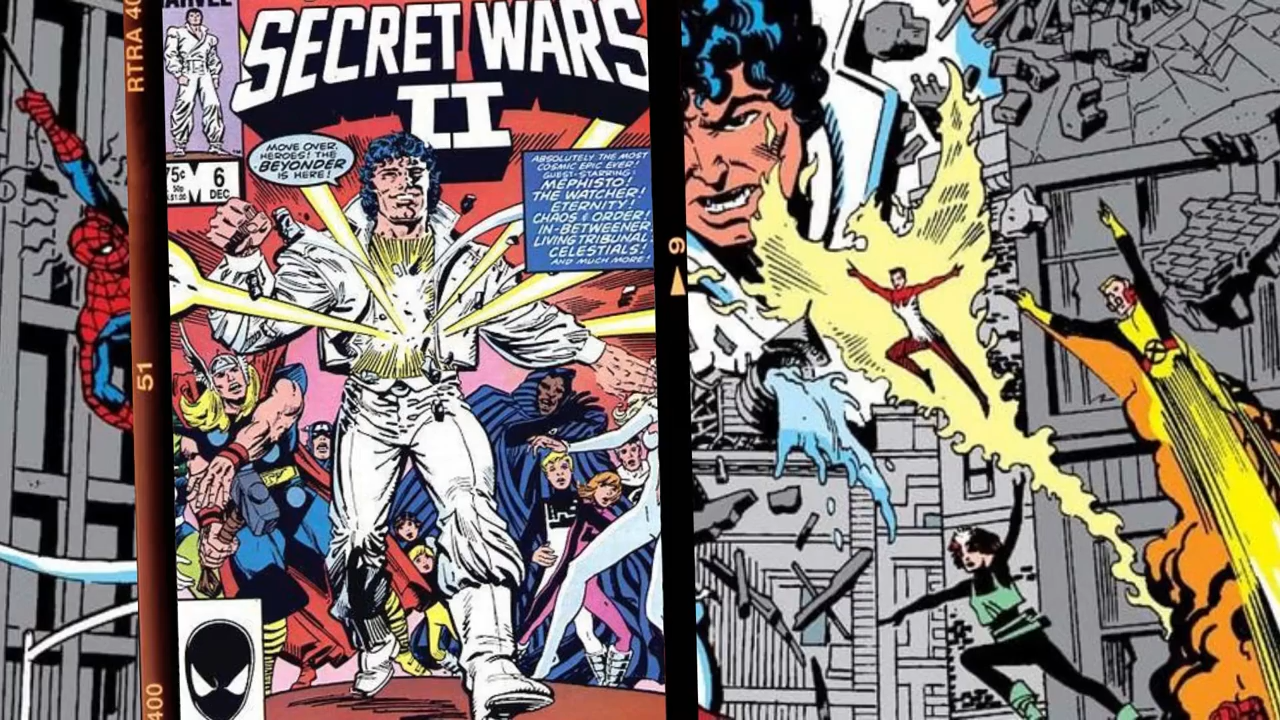 RTRA 40
51
400
MARVEL
SECRET WARS
II
75¢
50p
6
DEC
M
MOVE OVER,
HEROES! THE
BEYONDER
IS HERE!
ABSOLUTELY THE MOST
COSMIC EPIC EVER!
GUEST-STARRING:
MEPHISTO!
THE WATCHER!
ETERNITY!
CHAOS & ORDER!
IN-BETWEENER!
LIVING TRIBUNAL!
CELESTIALS!
AND MUCH MORE!
9